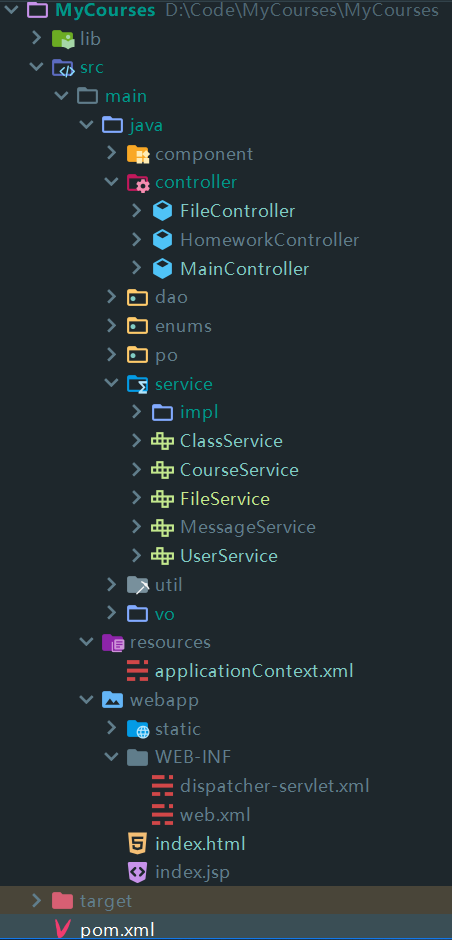 MyCourses D:\Code\MyCourses\MyCourses
lib
src
main
java
component
controller
FileController
HomeworkController
MainController
dao
enums
po
service
impl
ClassService
CourseService
FileService
MessageService
UserService
util
vo
resources
applicationContext.xml
webapp
static
WEB-INF
dispatcher-servlet.xml
web.xml
index.html
index.jsp
target
pom.xml